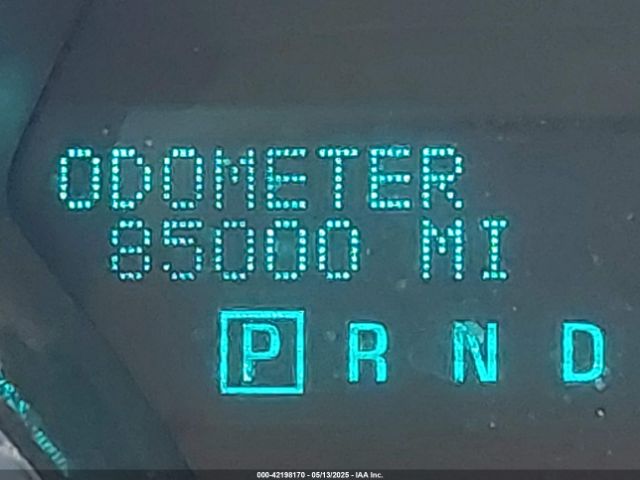 ODOMETER
85000 MI
P R N D
000-42198170 - 05/13/2025 - IAA Inc.